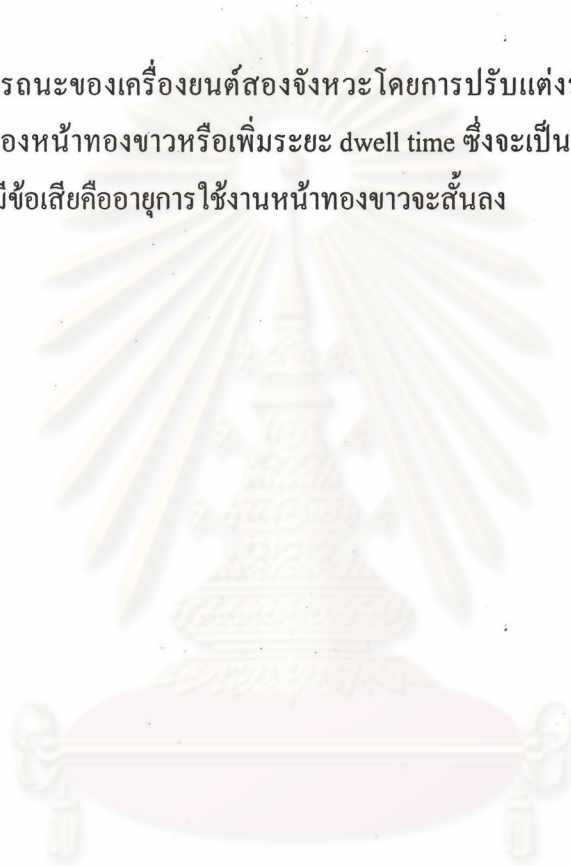 รถนะของเครื่องยนต์สองจังหวะโดยการปรับแต่ง
องหน้าทองขาวหรือเพิ่มระยะ dwell time ซึ่งจะเป็น
มีข้อเสียคืออายุการใช้งานหน้าทองขาวจะสั้นลง